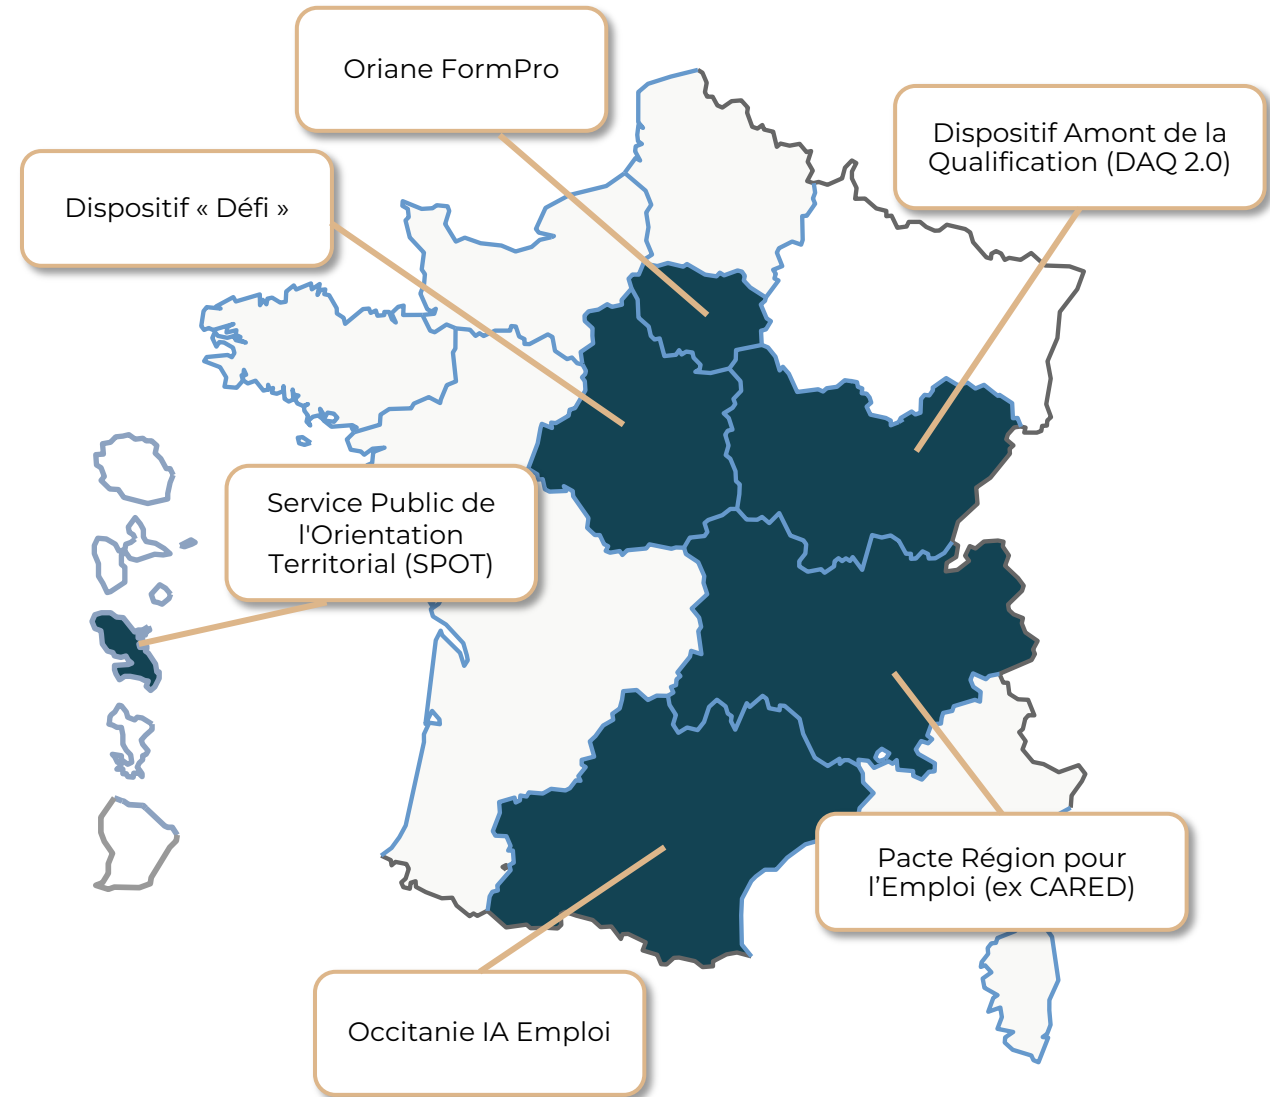 Oriane FormPro
Dispositif Amont de la
Qualification (DAQ 2.0)
Dispositif « Défi »
Service Public de
l'Orientation
Territorial (SPOT)
Pacte Région pour
l’Emploi (ex CARED)
Occitanie IA Emploi